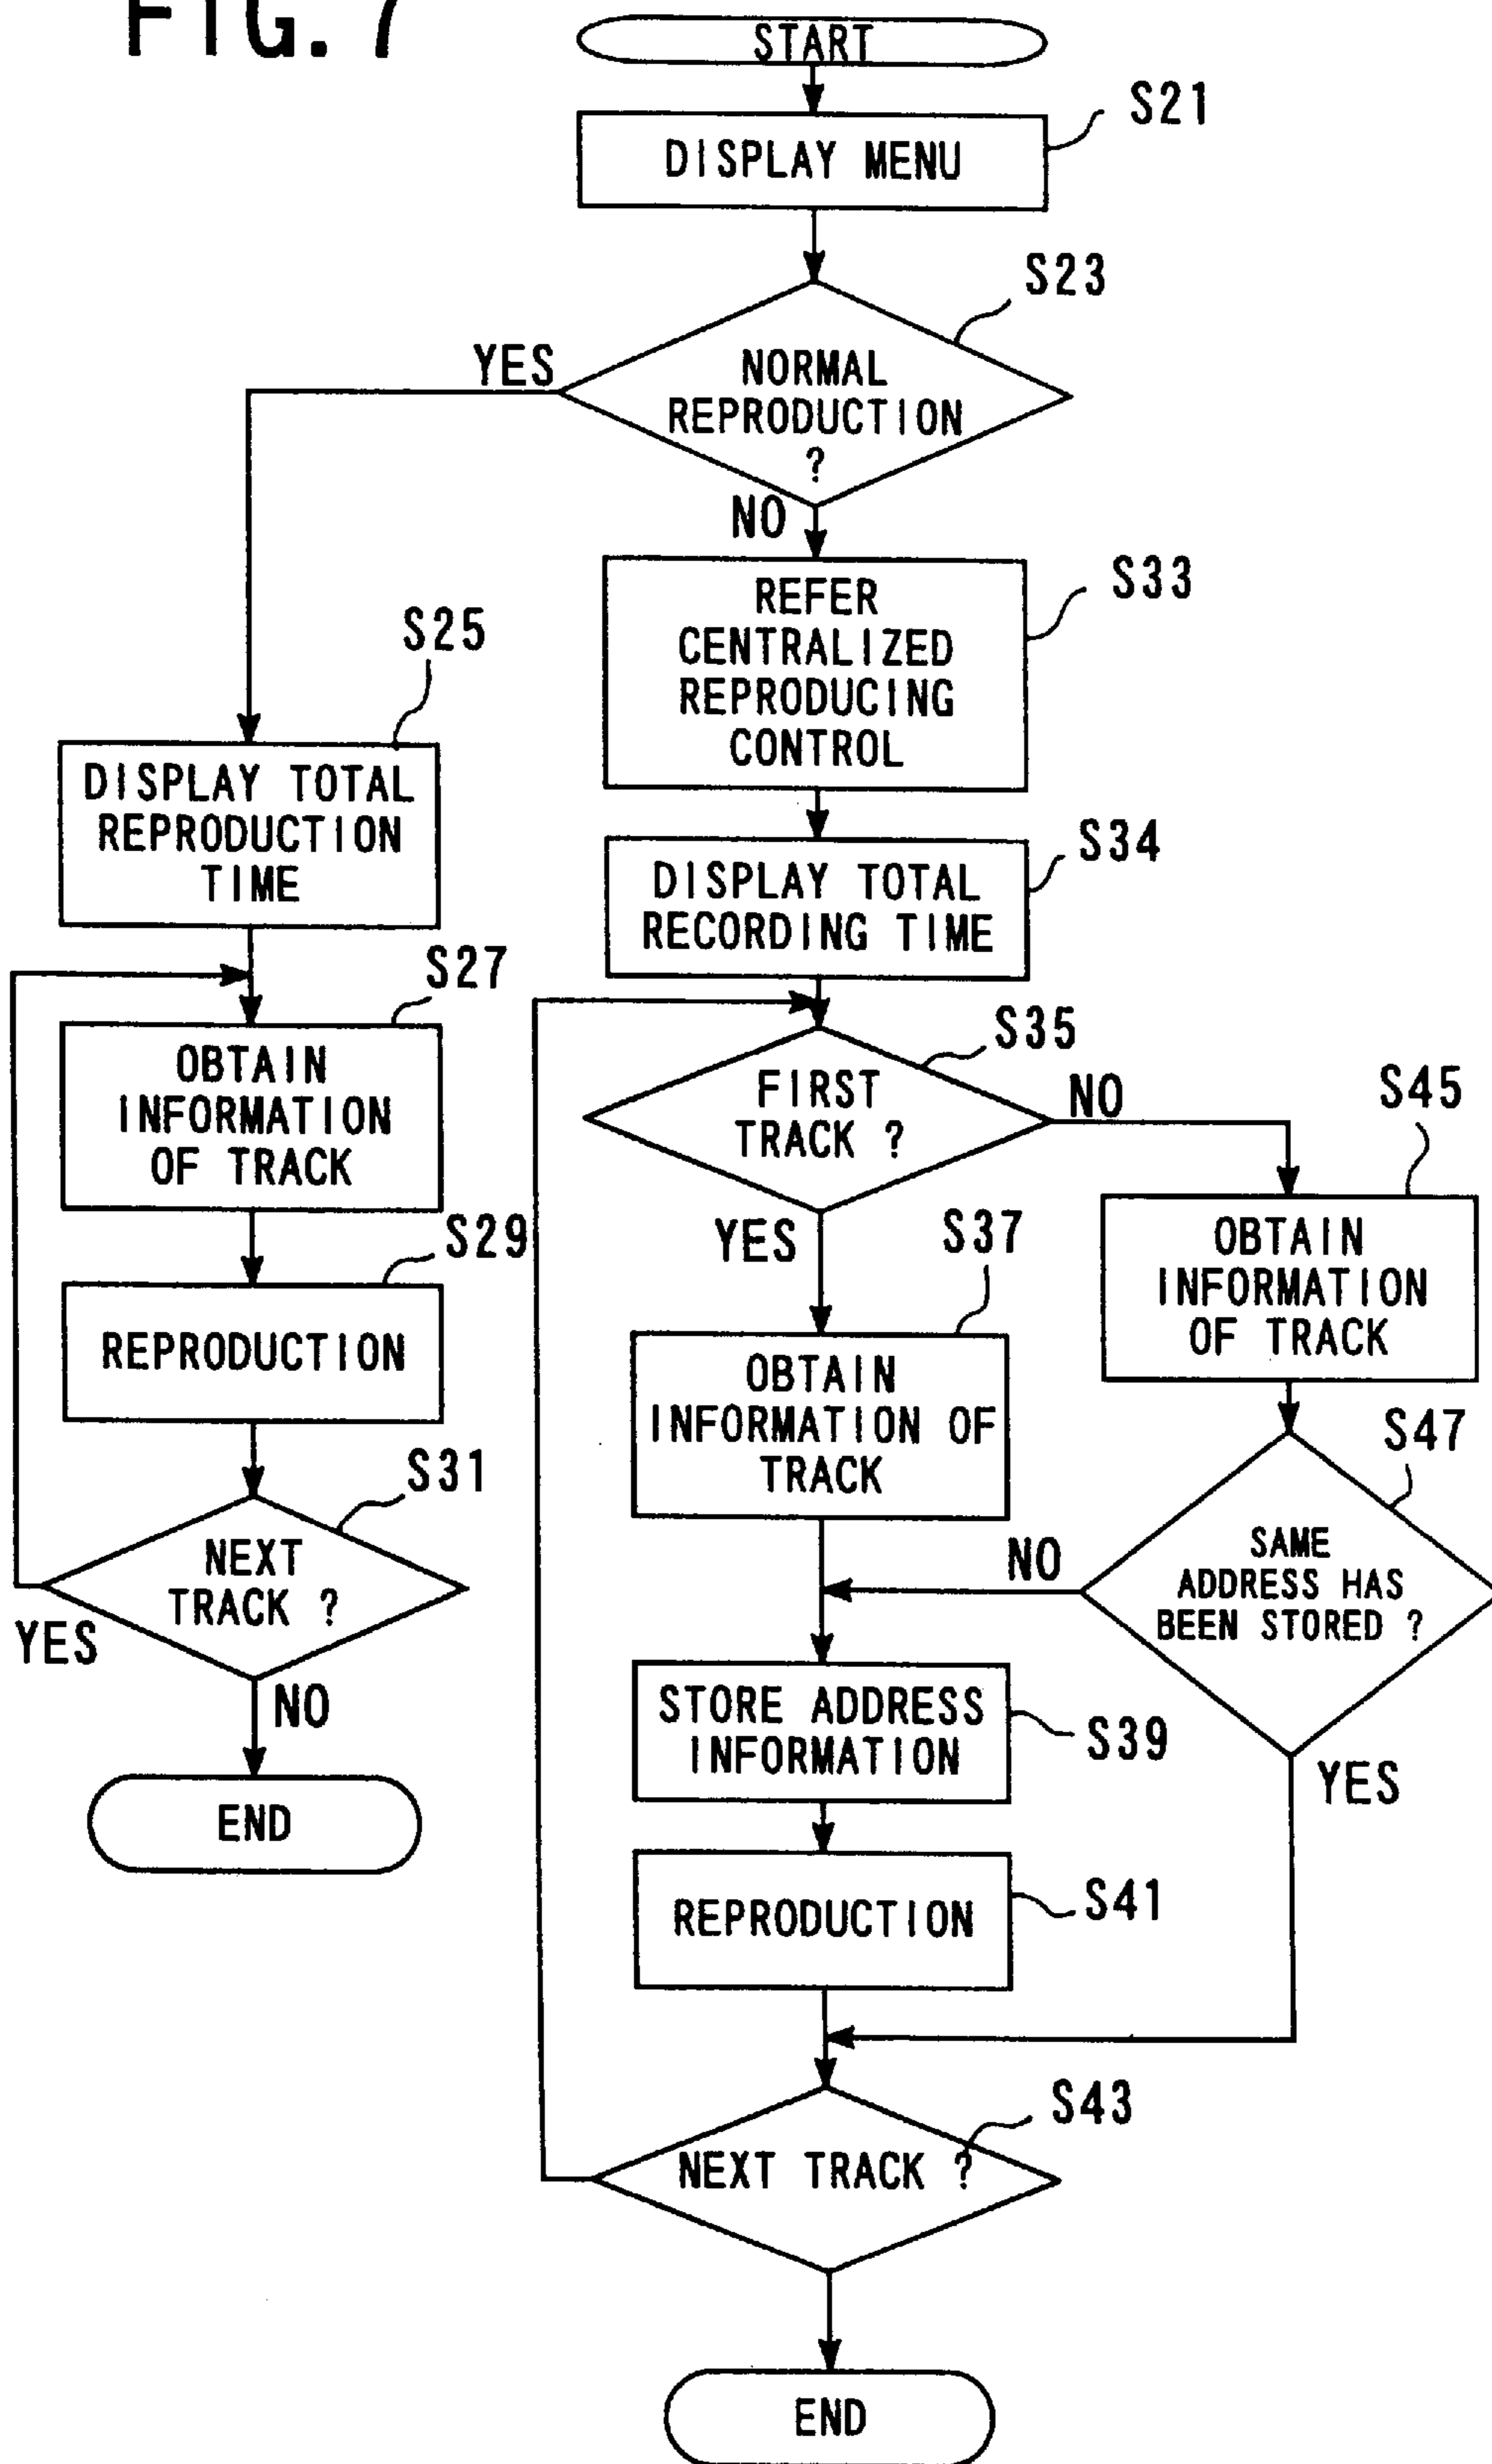 FIG. 7
START
S21
DISPLAY MENU
S23
YES
NORMAL
REPRODUCTION
?
NO
S33
REFER
CENTRALIZED
REPRODUCING
CONTROL
S25
DISPLAY TOTAL
REPRODUCTION
TIME
S34
DISPLAY TOTAL
RECORDING TIME
S27
OBTAIN
INFORMATION
OF TRACK
S35
FIRST
TRACK ?
NO
S45
OBTAIN
INFORMATION
OF TRACK
YES
S37
S29
REPRODUCTION
OBTAIN
INFORMATION OF
TRACK
S47
SAME
ADDRESS HAS
BEEN STORED ?
NO
YES
S31
NEXT
TRACK ?
YES
NO
END
STORE ADDRESS
INFORMATION
S39
REPRODUCTION
S41
S43
NEXT TRACK ?
END